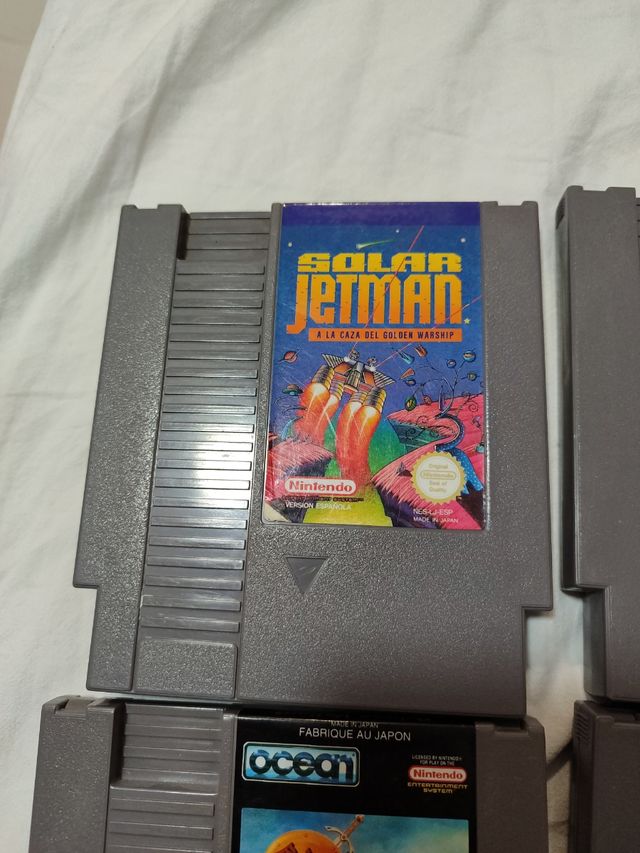 SOLAR
JETMAN
A LA CAZA DEL GOLDEN WARSHIP
Original
Nintendo
Seal of
Quality
Nintendo
ENTERTAINMENT SYSTEM
VERSION ESPAÑOLA
NES-LJ-ESP
MADE IN JAPAN
MADE IN JAPAN
FABRIQUE AU JAPON
ocean
LICENSED BY NINTENDO
FOR PLAY ON THE
Nintendo
ENTERTAINMENT
SYSTEM